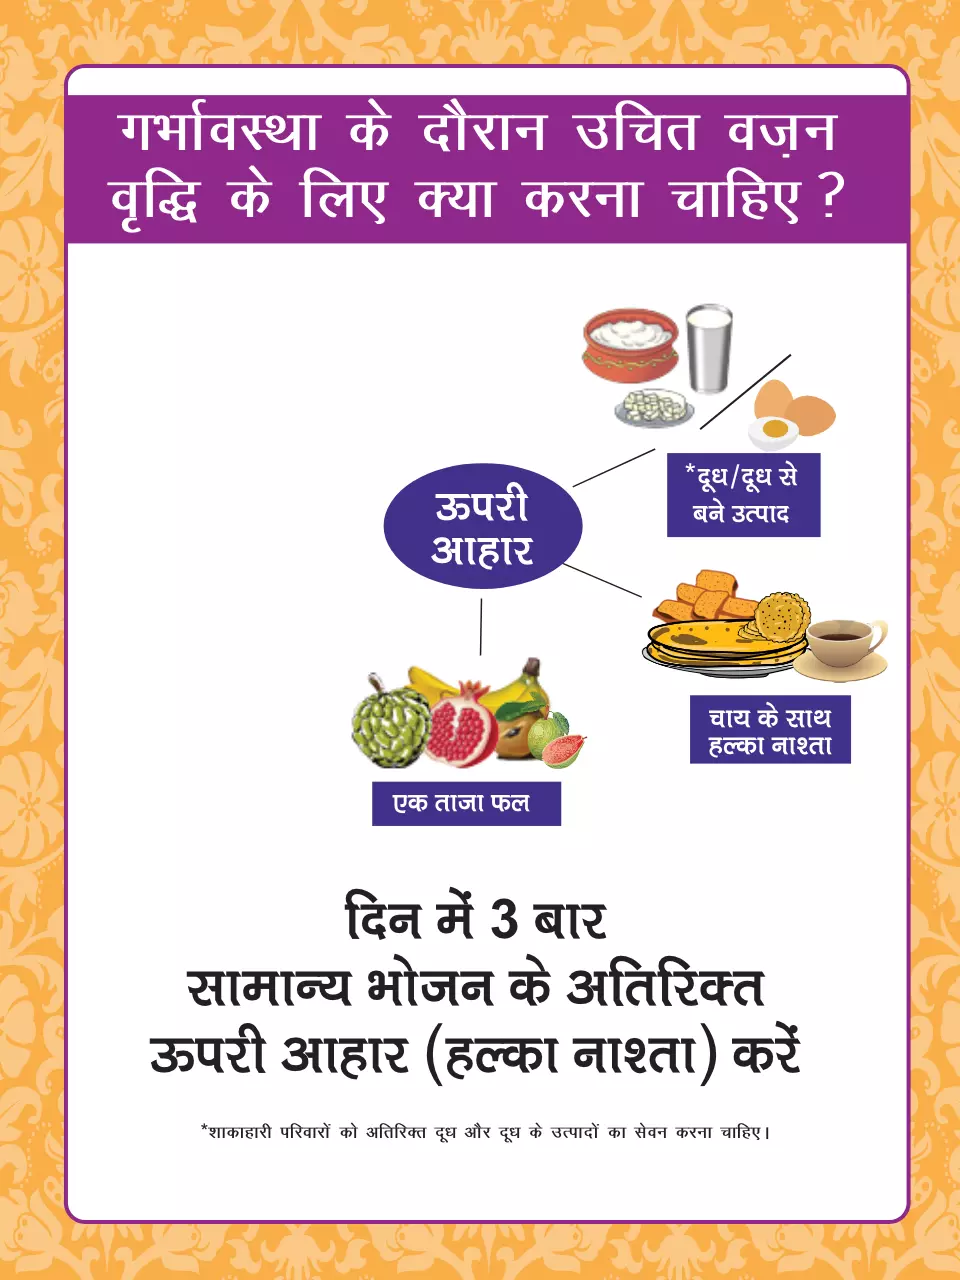 गर्भावस्था के दौरान उचित वज़न
वृद्धि के लिए क्या करना चाहिए ?
ऊपरी
आहार
*दूध/दूध से
बने उत्पाद
चाय के साथ
हल्का नाश्ता
एक ताजा फल
दिन में 3 बार
सामान्य भोजन के अतिरिक्त
ऊपरी आहार (हल्का नाश्ता) करें
*शाकाहारी परिवारों को अतिरिक्त दूध और दूध के उत्पादों का सेवन करना चाहिए।